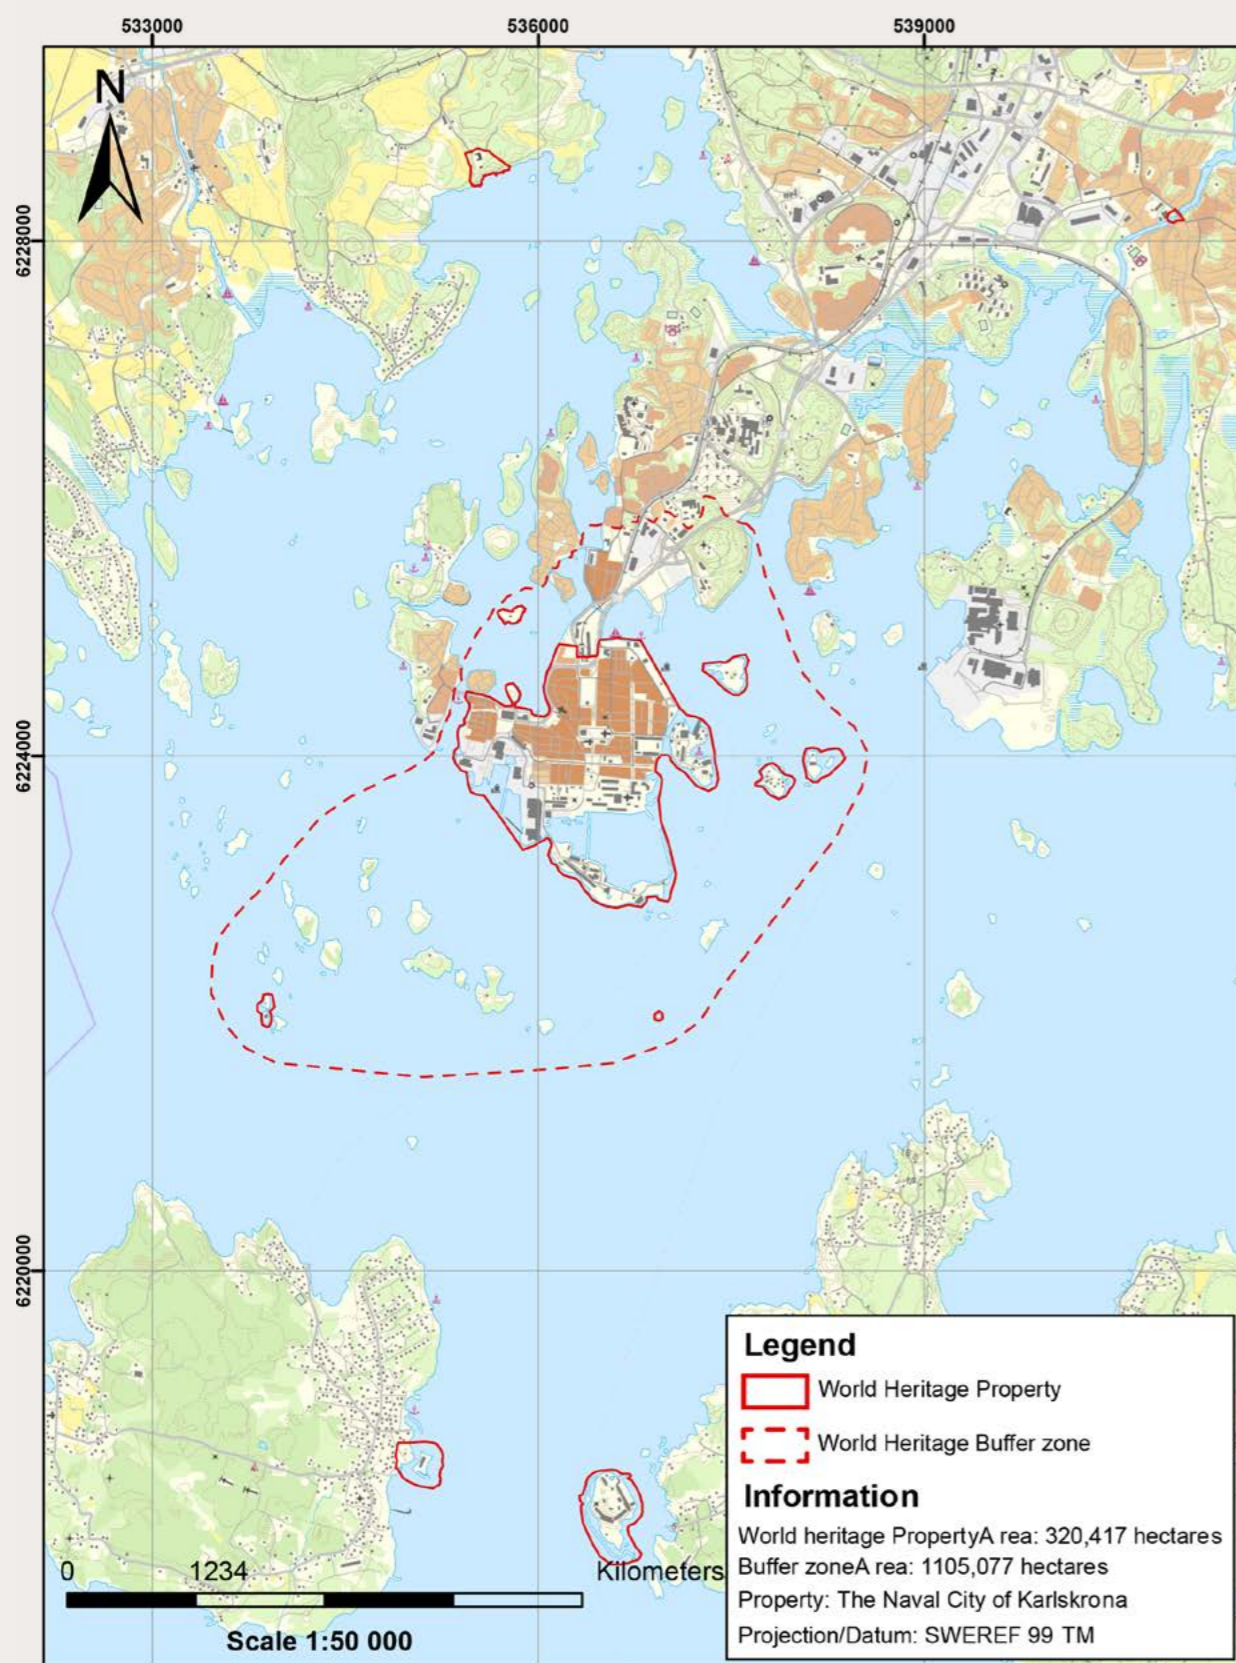 533000 536000 539000
N
6228000
6224000
6220000
Legend
World Heritage Property
World Heritage Buffer zone
Information
World heritage PropertyA rea: 320,417 hectares
Buffer zoneA rea: 1105,077 hectares
Property: The Naval City of Karlskrona
Projection/Datum: SWEREF 99 TM
0 1234 Kilometers
Scale 1:50 000